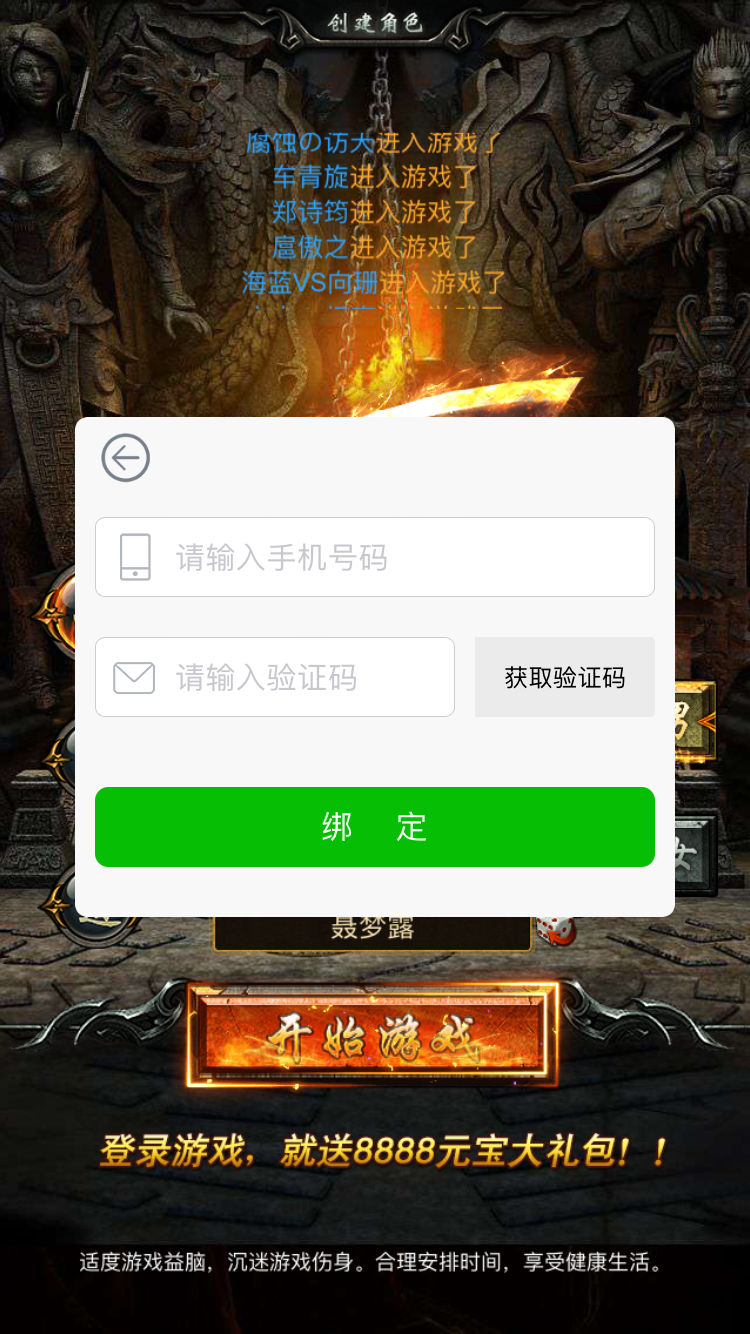 创建角色
腐蚀の访大进入游戏了
车青旋进入游戏了
郑诗筠进入游戏了
扈傲之进入游戏了
海蓝VS向珊进入游戏了
请输入手机号码
请输入验证码
获取验证码
男
绑 定
女
聂梦露
开始游戏
登录游戏，就送8888元宝大礼包！！
适度游戏益脑，沉迷游戏伤身。合理安排时间，享受健康生活。